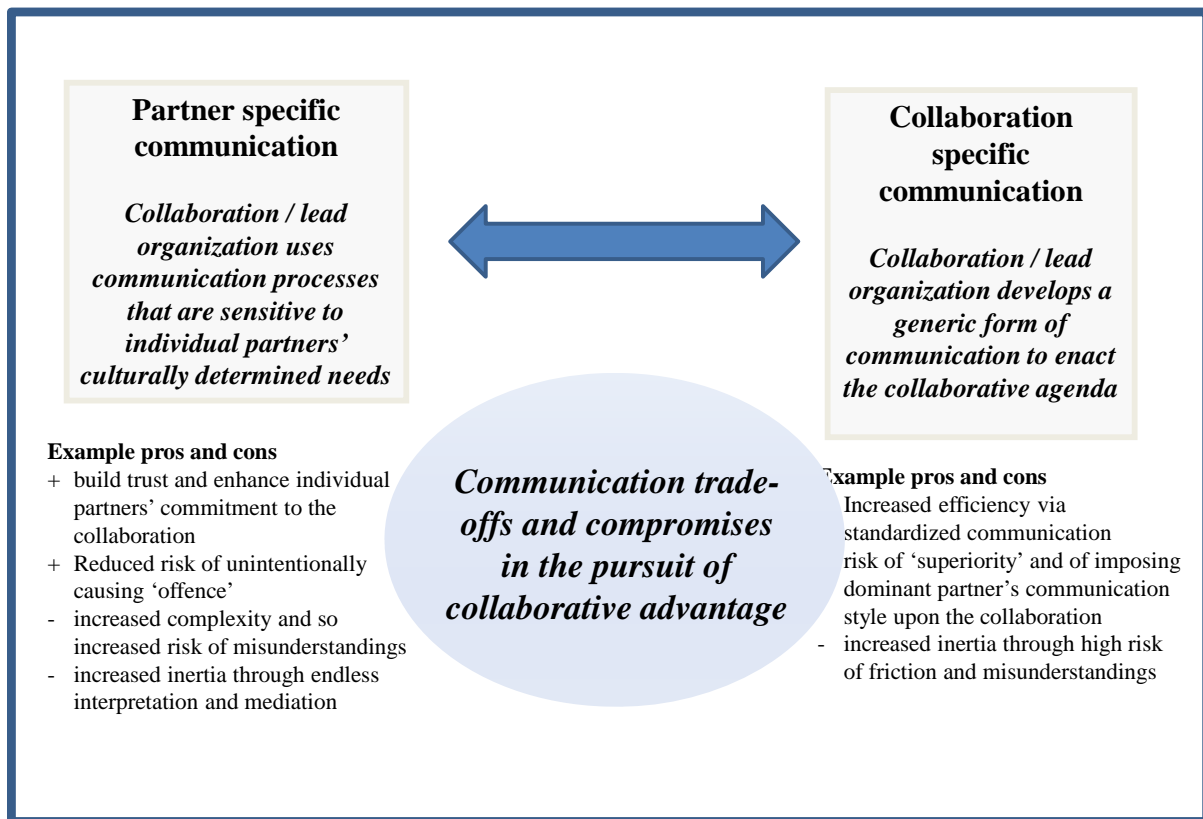 Partner specific
communication
Collaboration / lead
organization uses
communication processes
that are sensitive to
individual partners'
culturally determined needs
Collaboration
specific
communication
Collaboration / lead
organization develops a
generic form of
communication to enact
the collaborative agenda
Example pros and cons
+ build trust and enhance individual
partners' commitment to the
collaboration
+ Reduced risk of unintentionally
causing 'offence'
- increased complexity and so
increased risk of misunderstandings
- increased inertia through endless
interpretation and mediation
Communication trade-
offs and compromises
in the pursuit of
collaborative advantage
Example pros and cons
Increased efficiency via
standardized communication
risk of 'superiority' and of imposing
dominant partner's communication
style upon the collaboration
- increased inertia through high risk
of friction and misunderstandings